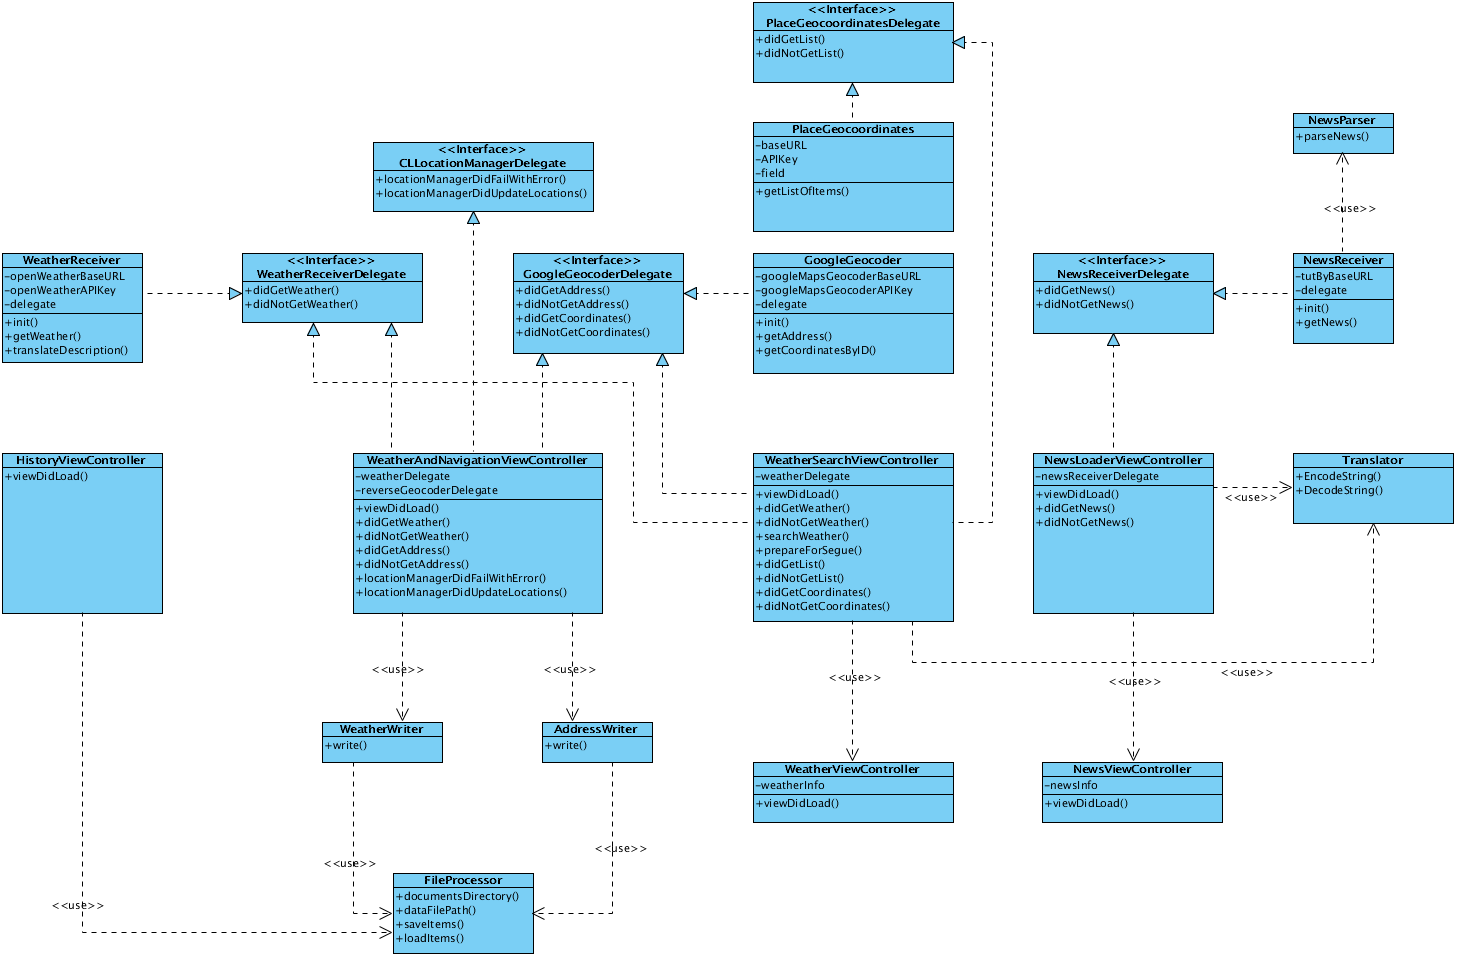 <<Interface>>
PlaceGeocoordinatesDelegate
+didGetList()
+didNotGetList()
PlaceGeocoordinates
-baseURL
-APIKey
-field
+getListOfItems()
NewsParser
+parseNews()
<<use>>
<<Interface>>
CLLocationManagerDelegate
+locationManagerDidFailWithError()
+locationManagerDidUpdateLocations()
WeatherReceiver
-openWeatherBaseURL
-openWeatherAPIKey
-delegate
+init()
+getWeather()
+translateDescription()
<<Interface>>
WeatherReceiverDelegate
+didGetWeather()
+didNotGetWeather()
<<Interface>>
GoogleGeocoderDelegate
+didGetAddress()
+didNotGetAddress()
+didGetCoordinates()
+didNotGetCoordinates()
GoogleGeocoder
-googleMapsGeocoderBaseURL
-googleMapsGeocoderAPIKey
-delegate
+init()
+getAddress()
+getCoordinatesByID()
<<Interface>>
NewsReceiverDelegate
+didGetNews()
+didNotGetNews()
NewsReceiver
-tutByBaseURL
-delegate
+init()
+getNews()
HistoryViewController
+viewDidLoad()
WeatherAndNavigationViewController
-weatherDelegate
-reverseGeocoderDelegate
+viewDidLoad()
+didGetWeather()
+didNotGetWeather()
+didGetAddress()
+didNotGetAddress()
+locationManagerDidFailWithError()
+locationManagerDidUpdateLocations()
WeatherSearchViewController
-weatherDelegate
+viewDidLoad()
+didGetWeather()
+didNotGetWeather()
+searchWeather()
+prepareForSegue()
+didGetList()
+didNotGetList()
+didGetCoordinates()
+didNotGetCoordinates()
NewsLoaderViewController
-newsReceiverDelegate
+viewDidLoad()
+didGetNews()
+didNotGetNews()
<<use>>
Translator
+EncodeString()
+DecodeString()
<<use>>
<<use>>
<<use>>
<<use>>
<<use>>
WeatherWriter
+write()
AddressWriter
+write()
WeatherViewController
-weatherInfo
+viewDidLoad()
NewsViewController
-newsInfo
+viewDidLoad()
<<use>>
<<use>>
<<use>>
FileProcessor
+documentsDirectory()
+dataFilePath()
+saveItems()
+loadItems()